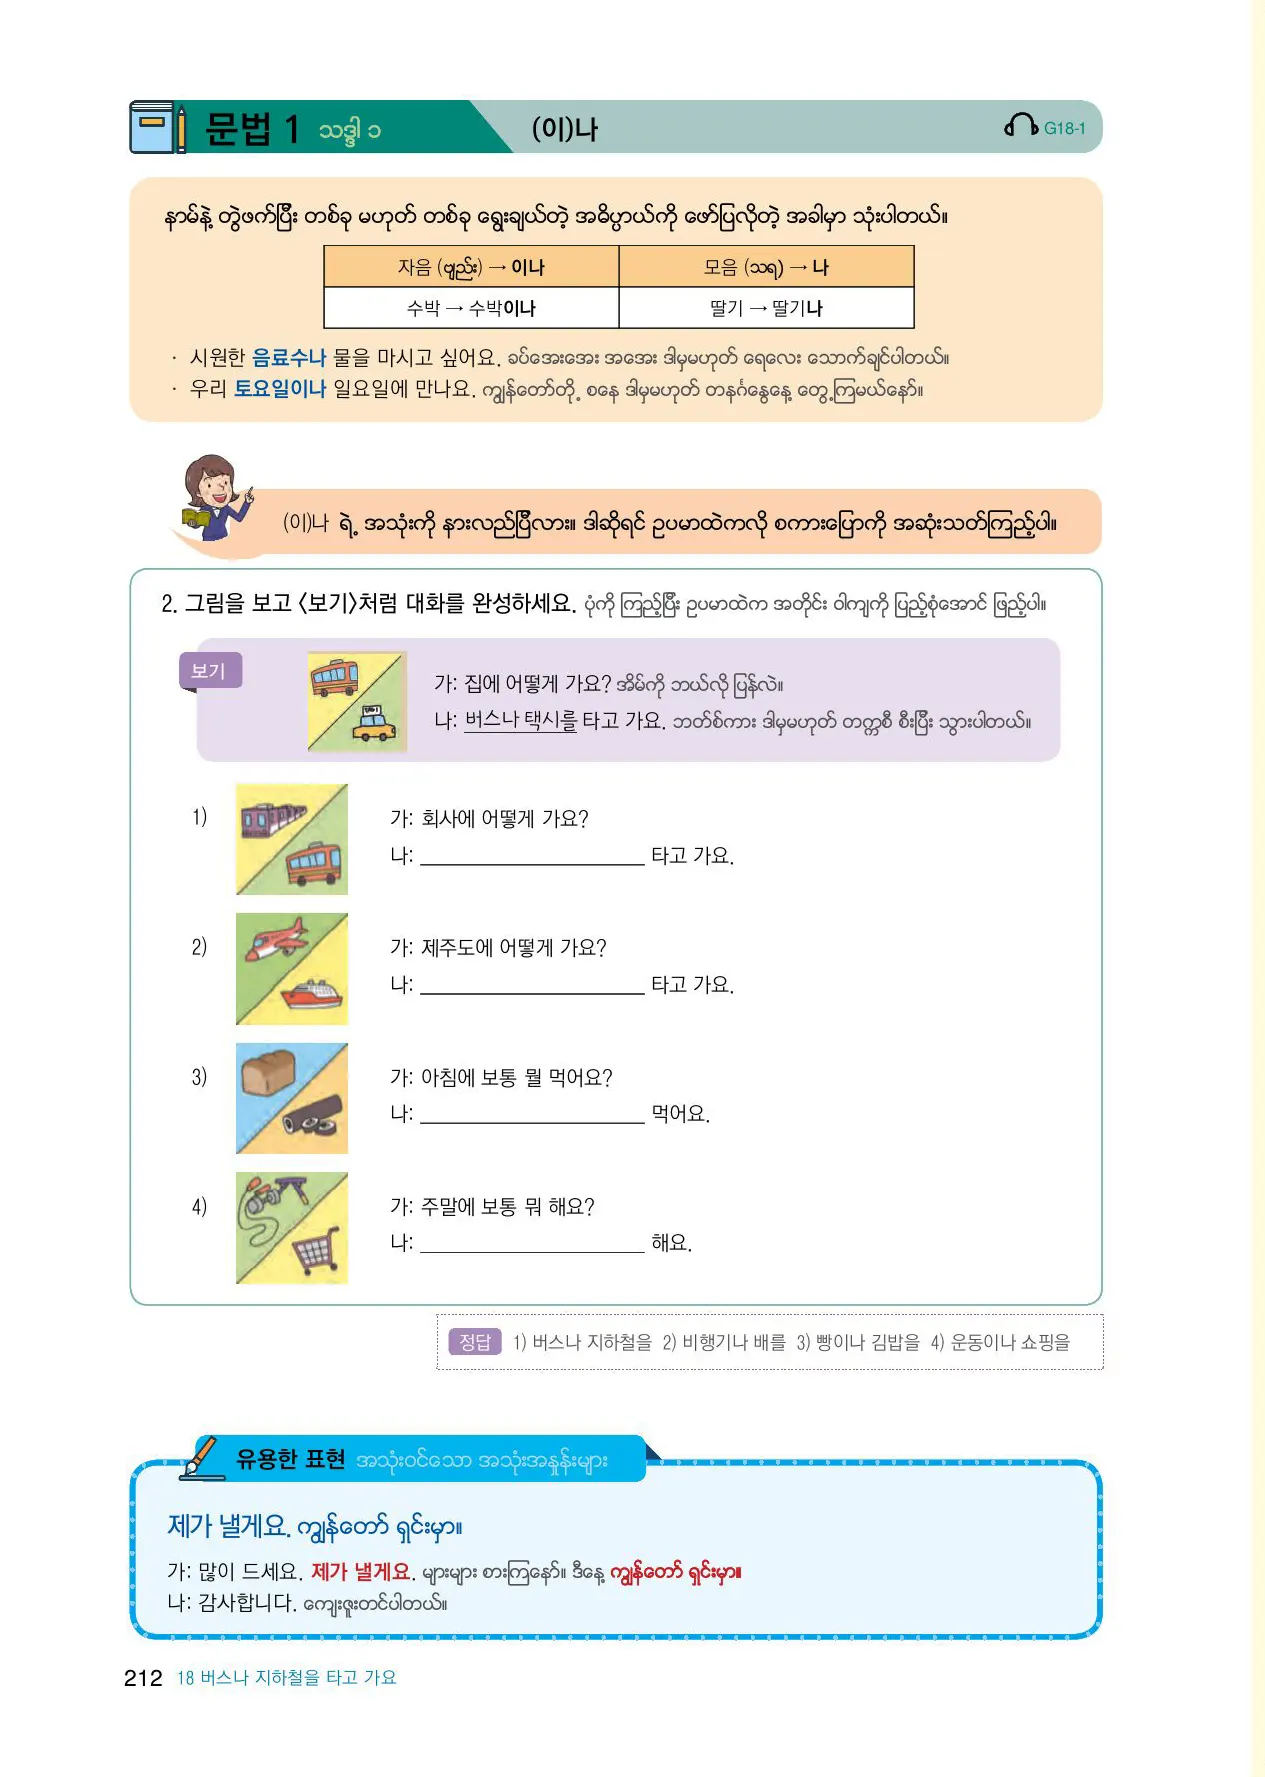 문법 1 သဒ္ဒါ ၁ (이)나 G18-1
နာမ်နဲ့ တွဲဖက်ပြီး တစ်ခု မဟုတ် တစ်ခု ရွေးချယ်တဲ့ အဓိပ္ပာယ်ကို ဖော်ပြလိုတဲ့ အခါမှာ သုံးပါတယ်။
자음 (ဗျည်း) → 이나 모음 (သရ) → 나
수박 → 수박이나 딸기 → 딸기나
· 시원한 음료수나 물을 마시고 싶어요. ခပ်အေးအေး အအေး ဒါမှမဟုတ် ရေလေး သောက်ချင်ပါတယ်။
· 우리 토요일이나 일요일에 만나요. ကျွန်တော်တို့ စနေ ဒါမှမဟုတ် တနင်္ဂနွေနေ့ တွေ့ကြမယ်နော်။
(이)나 ရဲ့ အသုံးကို နားလည်ပြီလား။ ဒါဆိုရင် ဥပမာထဲကလို စကားပြောကို အဆုံးသတ်ကြည့်ပါ။
2. 그림을 보고 〈보기〉처럼 대화를 완성하세요. ပုံကို ကြည့်ပြီး ဥပမာထဲက အတိုင်း ဝါကျကို ပြည့်စုံအောင် ဖြည့်ပါ။
보기
가: 집에 어떻게 가요? အိမ်ကို ဘယ်လို ပြန်လဲ။
나: 버스나 택시를 타고 가요. ဘတ်စ်ကား ဒါမှမဟုတ် တက္ကစီ စီးပြီး သွားပါတယ်။
1) 가: 회사에 어떻게 가요?
나: ____________ 타고 가요.
2) 가: 제주도에 어떻게 가요?
나: ____________ 타고 가요.
3) 가: 아침에 보통 뭘 먹어요?
나: ____________ 먹어요.
4) 가: 주말에 보통 뭐 해요?
나: ____________ 해요.
정답 1) 버스나 지하철을 2) 비행기나 배를 3) 빵이나 김밥을 4) 운동이나 쇼핑을
유용한 표현 အသုံးဝင်သော အသုံးအနှုန်းများ
제가 낼게요. ကျွန်တော် ရှင်းမှာ။
가: 많이 드세요. 제가 낼게요. များများ စားကြနော်။ ဒီနေ့ ကျွန်တော် ရှင်းမှာ။
나: 감사합니다. ကျေးဇူးတင်ပါတယ်။
212 18 버스나 지하철을 타고 가요